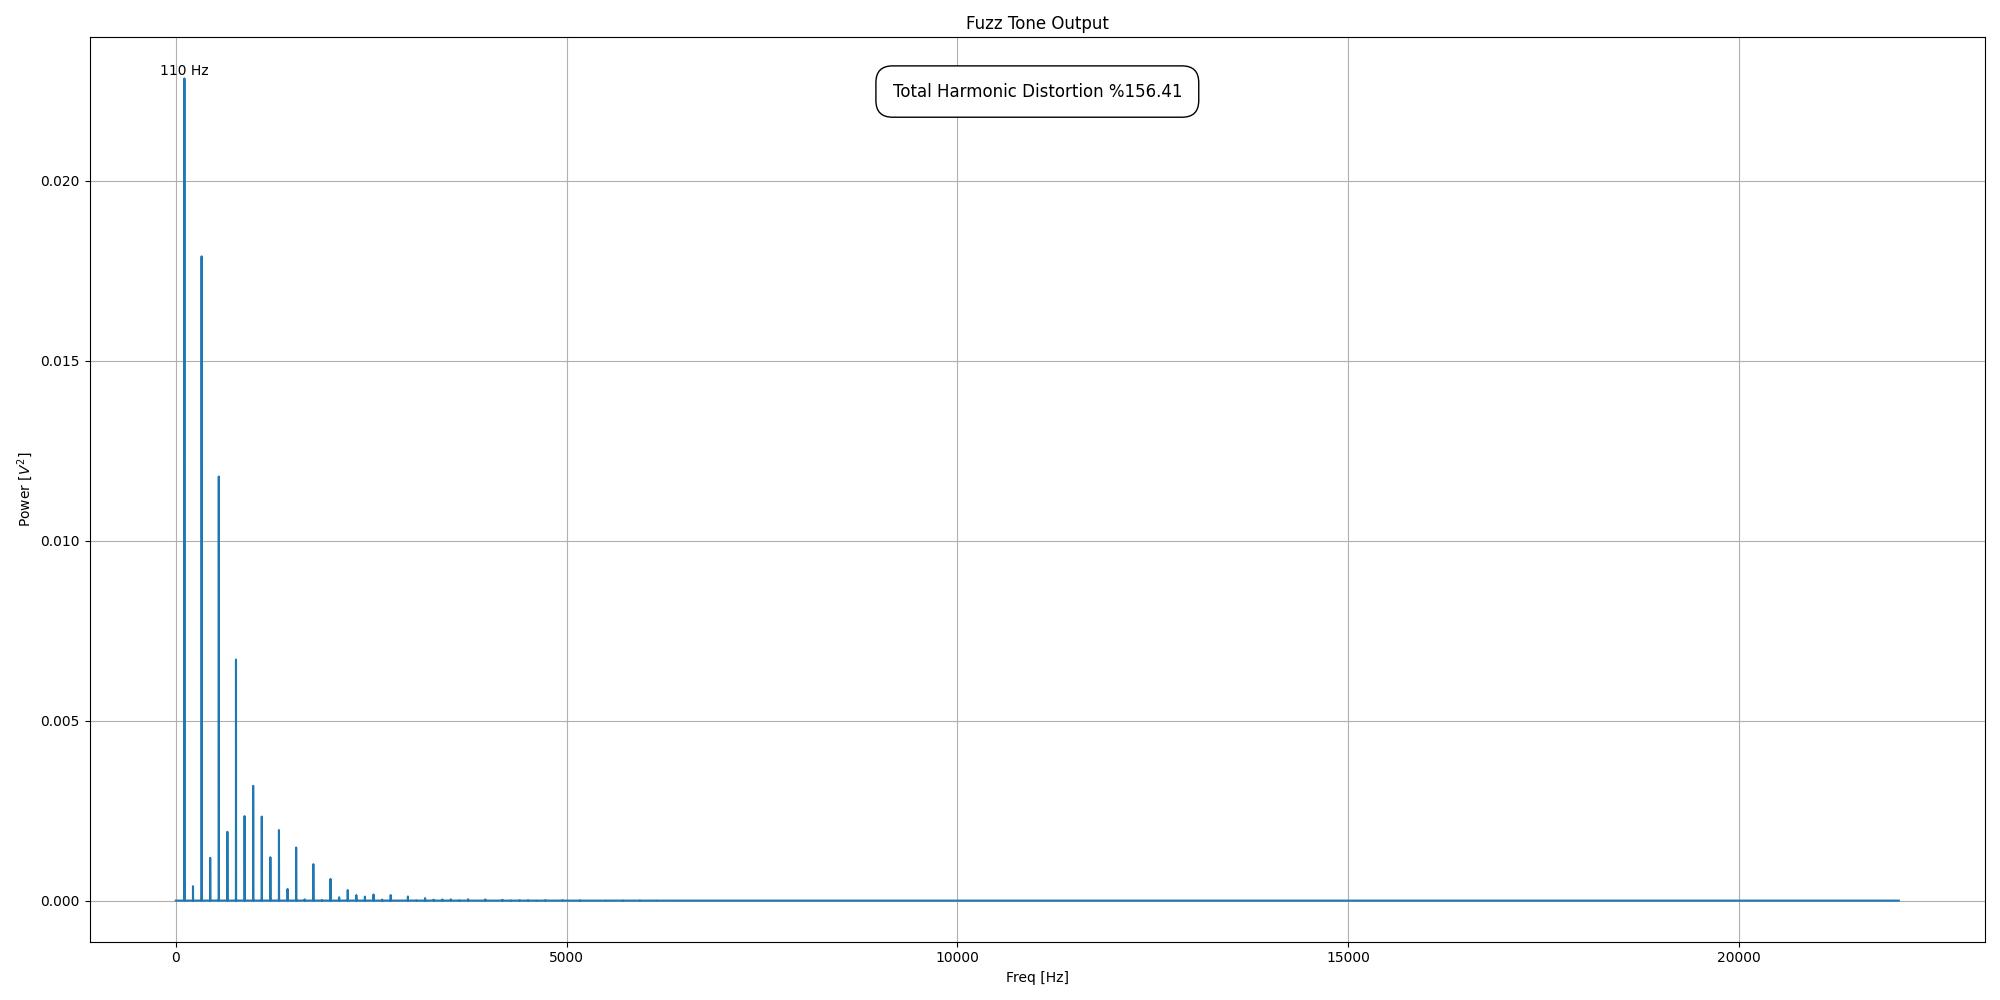 Fuzz Tone Output
110 Hz
Total Harmonic Distortion %156.41
0.020
0.015
0.010
0.005
0.000
Power [V²]
0 5000 10000 15000 20000
Freq [Hz]